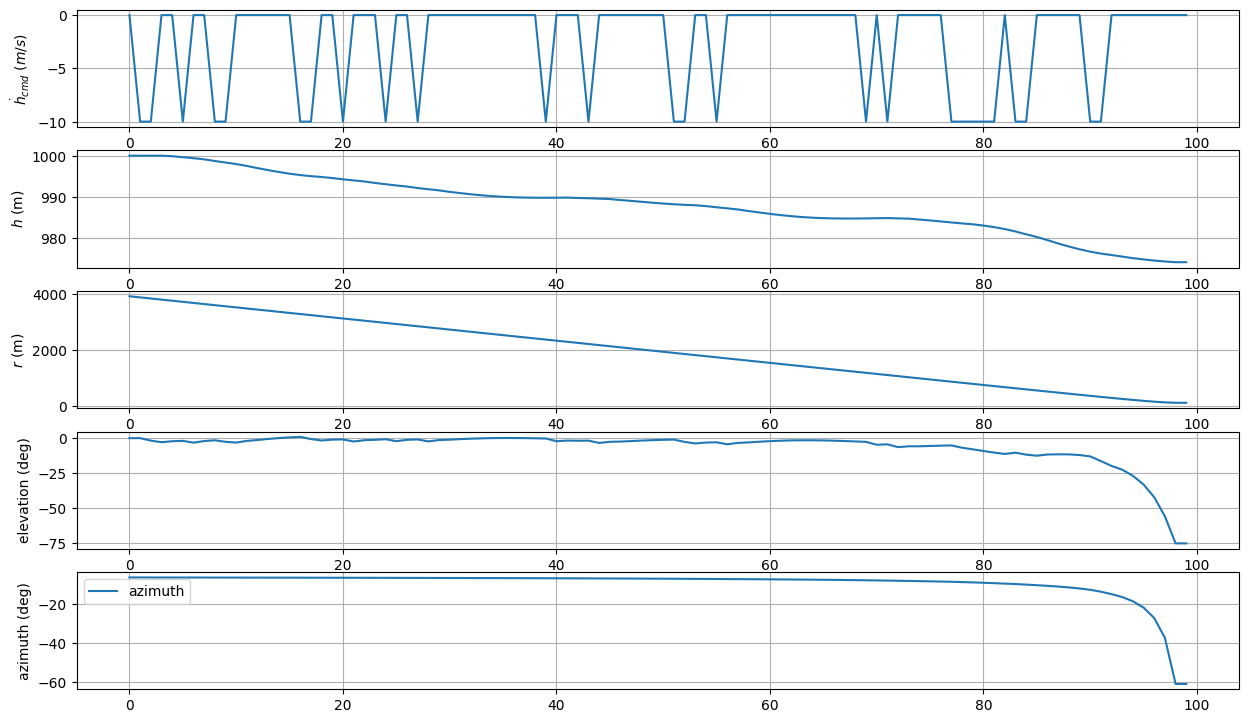 ḣcmd (m/s)
0
−5
−10
0 20 40 60 80 100
h (m)
1000
990
980
0 20 40 60 80 100
r (m)
4000
2000
0
0 20 40 60 80 100
elevation (deg)
0
−25
−50
−75
0 20 40 60 80 100
azimuth (deg)
azimuth
−20
−40
−60
0 20 40 60 80 100